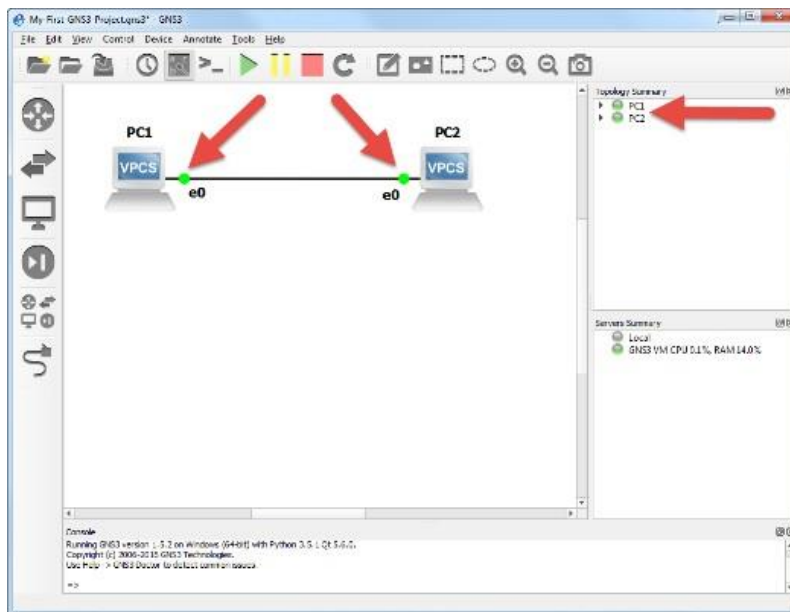 My First GNS3 Project.gns3* - GNS3
File Edit View Control Device Annotate Tools Help
PC1
PC2
VPCS
VPCS
e0
e0
Topology Summary
PC1
PC2
Servers Summary
Local
GNS3 VM CPU 0.1%, RAM 14.0%
Console
Running GNS3 version 1.5.2 on Windows (64-bit) with Python 3.5.1 Qt 5.6.0.
Copyright (c) 2006-2016 GNS3 Technologies.
Use Help -> GNS3 Doctor to detect common issues.
=>